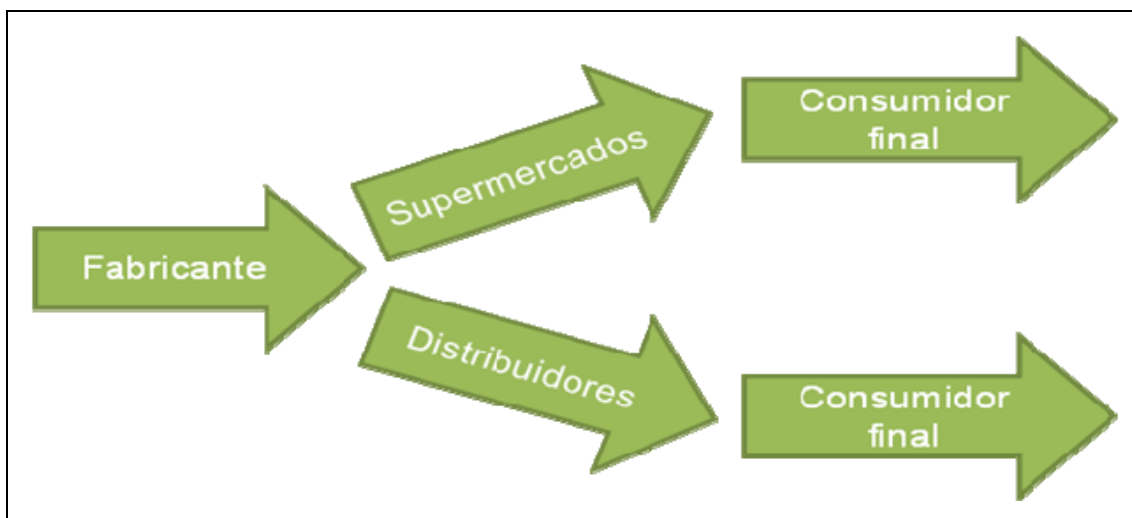 Fabricante
Supermercados
Consumidor
final
Distribuidores
Consumidor
final